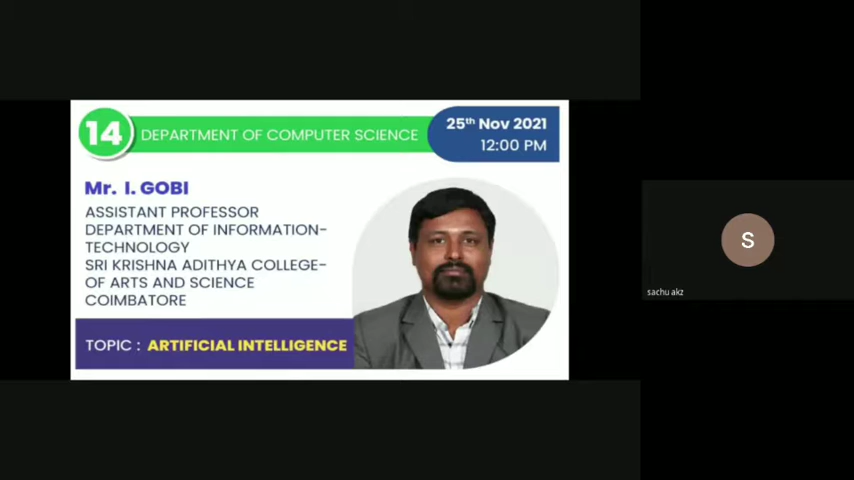 14
DEPARTMENT OF COMPUTER SCIENCE
25th Nov 2021
12:00 PM
Mr. I. GOBI
ASSISTANT PROFESSOR
DEPARTMENT OF INFORMATION-
TECHNOLOGY
SRI KRISHNA ADITHYA COLLEGE-
OF ARTS AND SCIENCE
COIMBATORE
TOPIC : ARTIFICIAL INTELLIGENCE
S
sachu akz